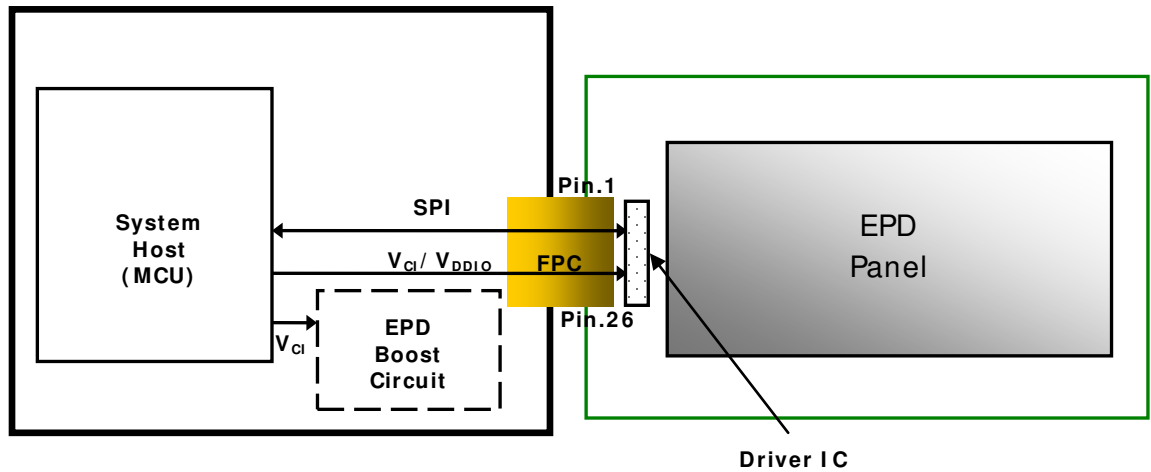 System
Host
(MCU)
SPI
VCI / VDDIO
VCI
EPD
Boost
Circuit
Pin.1
FPC
Pin.26
EPD
Panel
Driver IC